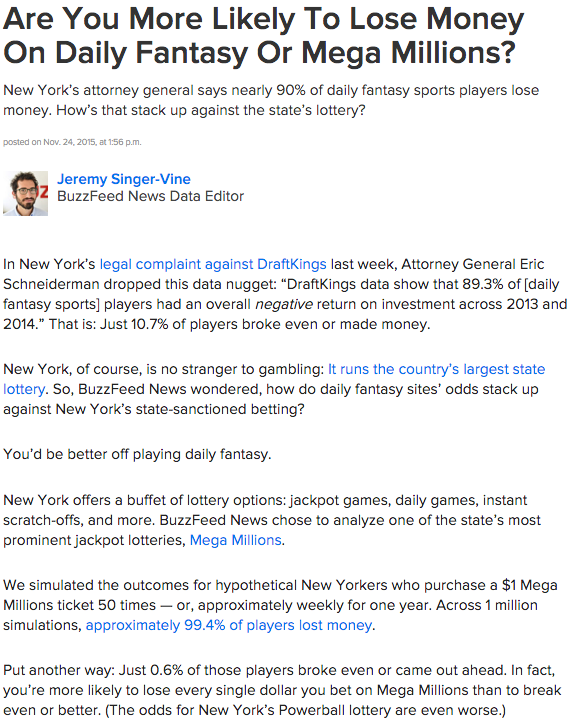 Are You More Likely To Lose Money
On Daily Fantasy Or Mega Millions?
New York's attorney general says nearly 90% of daily fantasy sports players lose
money. How's that stack up against the state's lottery?
posted on Nov. 24, 2015, at 1:56 p.m.
Z
Jeremy Singer-Vine
BuzzFeed News Data Editor
In New York's legal complaint against DraftKings last week, Attorney General Eric
Schneiderman dropped this data nugget: “DraftKings data show that 89.3% of [daily
fantasy sports] players had an overall negative return on investment across 2013 and
2014.” That is: Just 10.7% of players broke even or made money.
New York, of course, is no stranger to gambling: It runs the country's largest state
lottery. So, BuzzFeed News wondered, how do daily fantasy sites' odds stack up
against New York's state-sanctioned betting?
You'd be better off playing daily fantasy.
New York offers a buffet of lottery options: jackpot games, daily games, instant
scratch-offs, and more. BuzzFeed News chose to analyze one of the state's most
prominent jackpot lotteries, Mega Millions.
We simulated the outcomes for hypothetical New Yorkers who purchase a $1 Mega
Millions ticket 50 times — or, approximately weekly for one year. Across 1 million
simulations, approximately 99.4% of players lost money.
Put another way: Just 0.6% of those players broke even or came out ahead. In fact,
you're more likely to lose every single dollar you bet on Mega Millions than to break
even or better. (The odds for New York's Powerball lottery are even worse.)